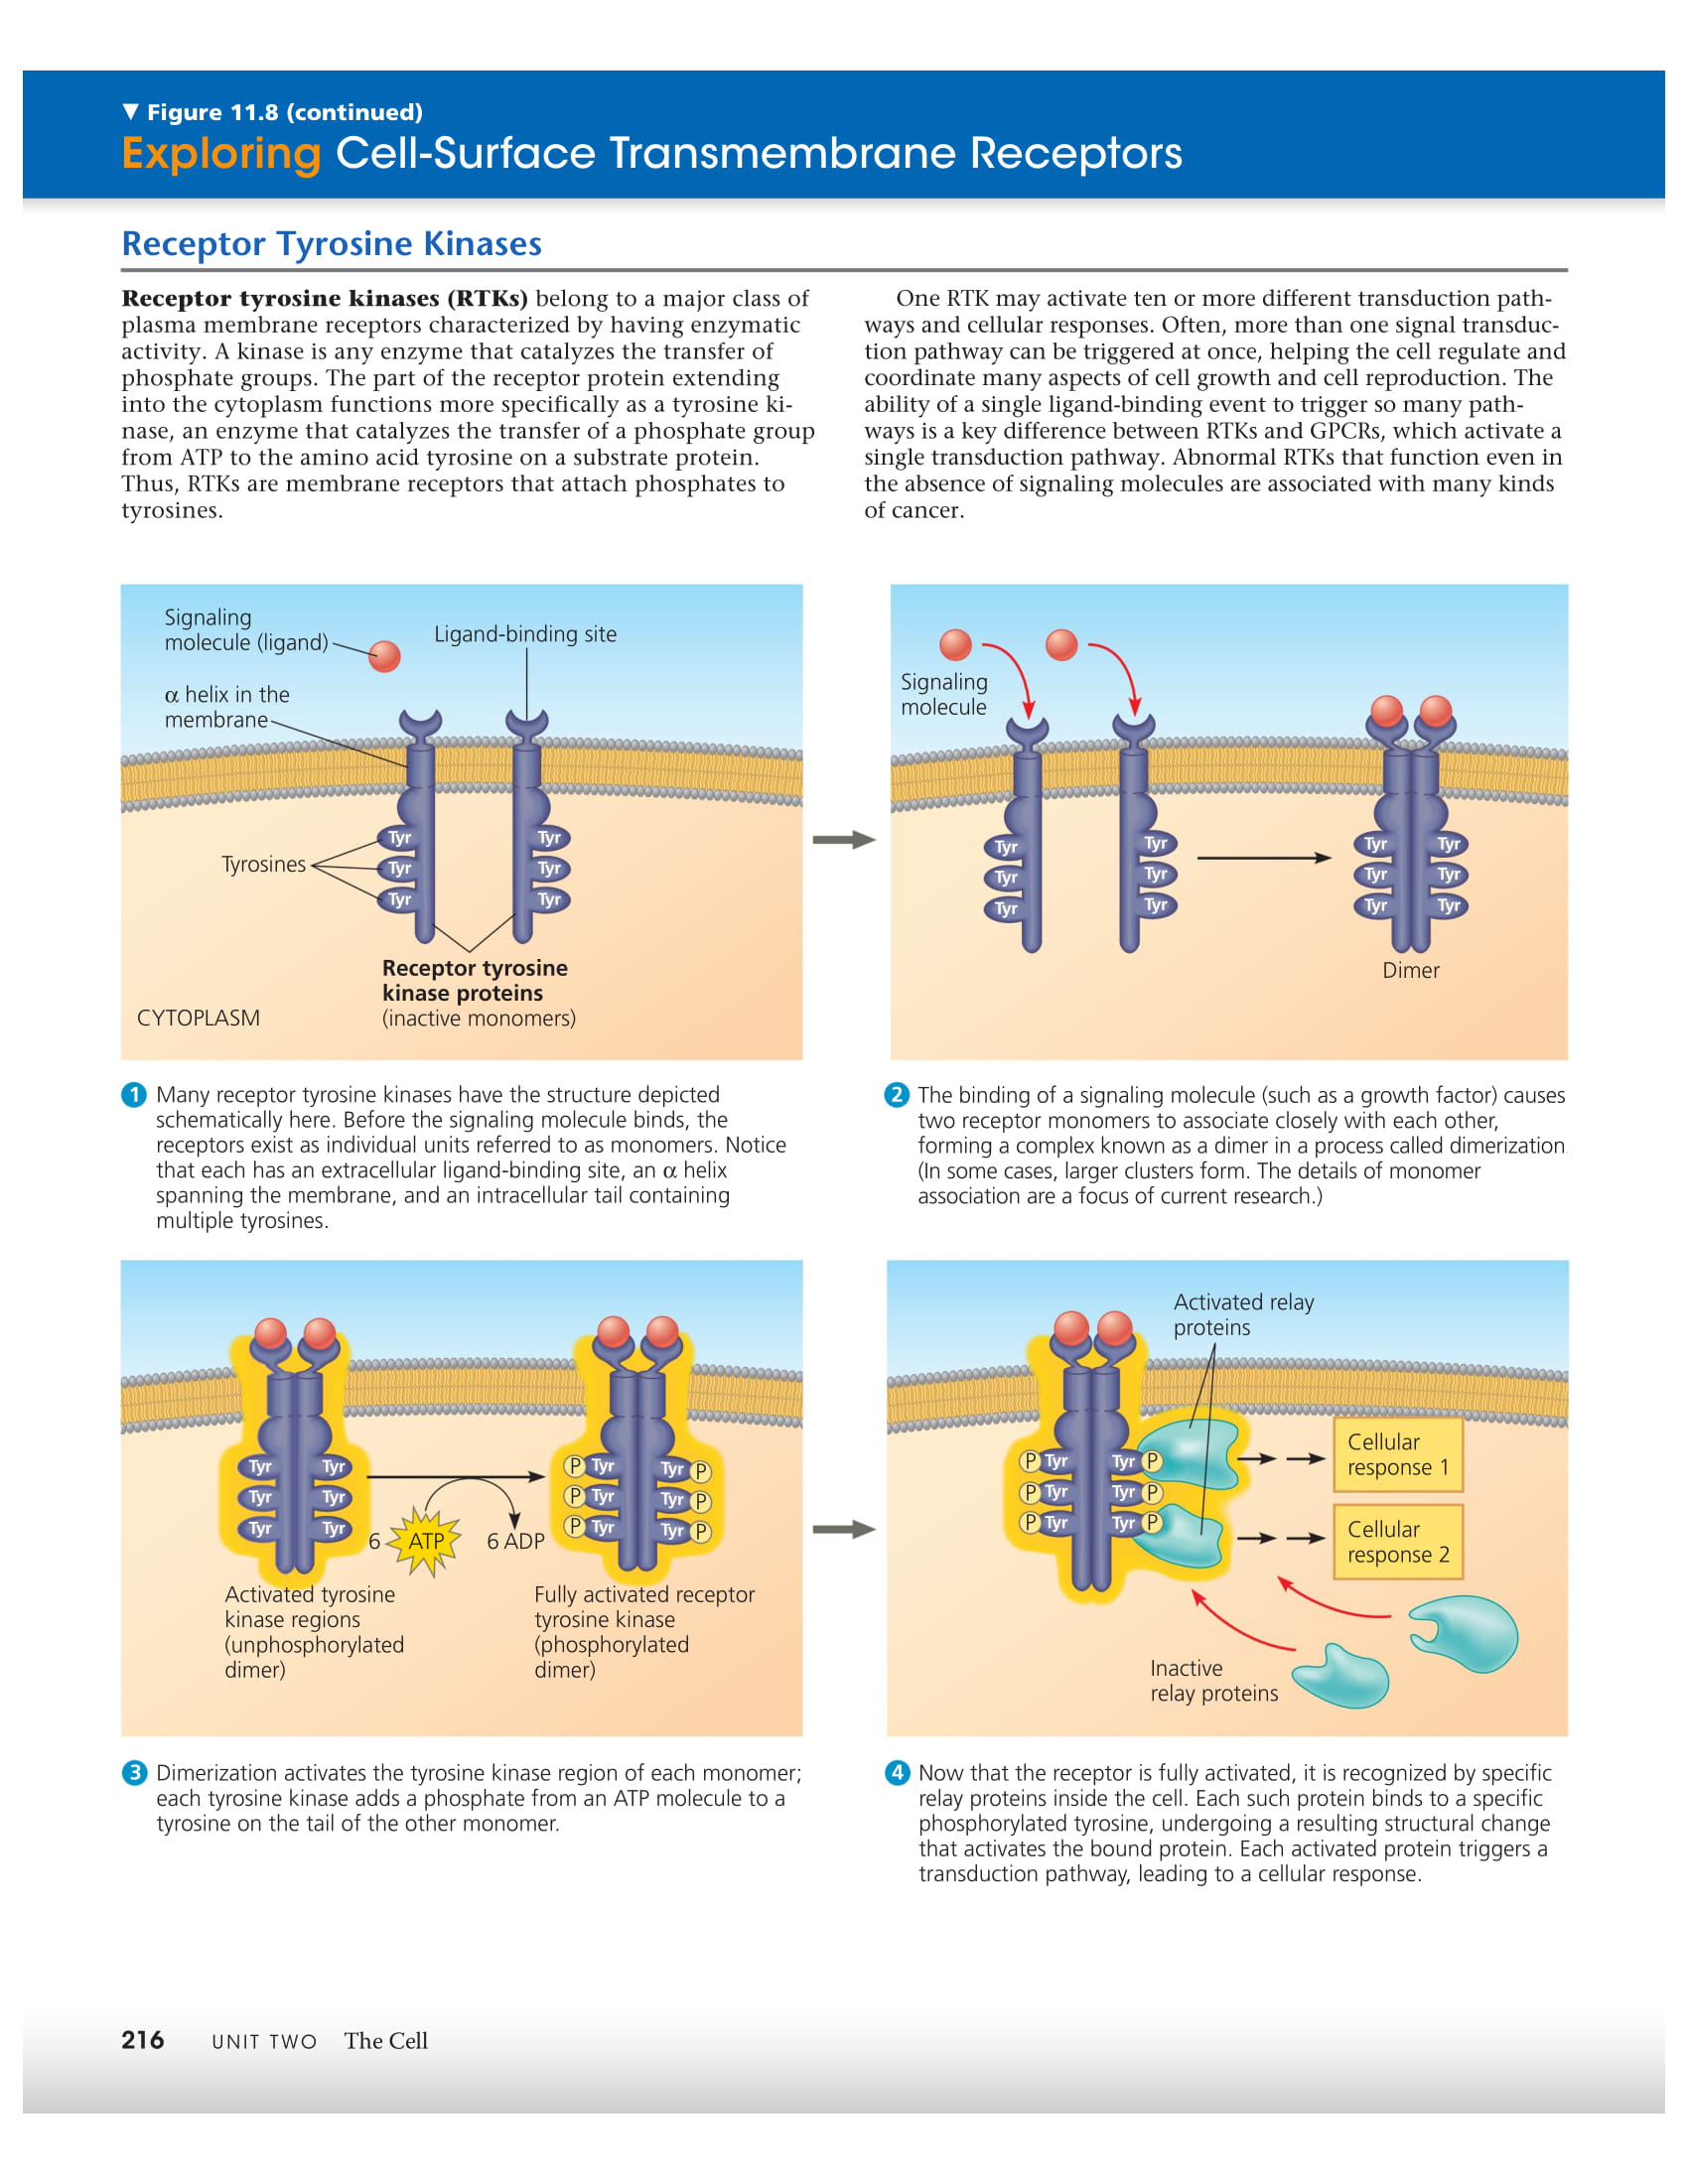 ▼ Figure 11.8 (continued)
Exploring Cell-Surface Transmembrane Receptors
Receptor Tyrosine Kinases
Receptor tyrosine kinases (RTKs) belong to a major class of
plasma membrane receptors characterized by having enzymatic
activity. A kinase is any enzyme that catalyzes the transfer of
phosphate groups. The part of the receptor protein extending
into the cytoplasm functions more specifically as a tyrosine ki-
nase, an enzyme that catalyzes the transfer of a phosphate group
from ATP to the amino acid tyrosine on a substrate protein.
Thus, RTKs are membrane receptors that attach phosphates to
tyrosines.
One RTK may activate ten or more different transduction path-
ways and cellular responses. Often, more than one signal transduc-
tion pathway can be triggered at once, helping the cell regulate and
coordinate many aspects of cell growth and cell reproduction. The
ability of a single ligand-binding event to trigger so many path-
ways is a key difference between RTKs and GPCRs, which activate a
single transduction pathway. Abnormal RTKs that function even in
the absence of signaling molecules are associated with many kinds
of cancer.
Signaling
molecule (ligand)
Ligand-binding site
α helix in the
membrane
Tyr Tyr
Tyrosines
Tyr Tyr
Tyr Tyr
Receptor tyrosine
kinase proteins
(inactive monomers)
CYTOPLASM
Signaling
molecule
Tyr Tyr Tyr Tyr
Tyr Tyr Tyr Tyr
Tyr Tyr Tyr Tyr
Dimer
1 Many receptor tyrosine kinases have the structure depicted
schematically here. Before the signaling molecule binds, the
receptors exist as individual units referred to as monomers. Notice
that each has an extracellular ligand-binding site, an α helix
spanning the membrane, and an intracellular tail containing
multiple tyrosines.
2 The binding of a signaling molecule (such as a growth factor) causes
two receptor monomers to associate closely with each other,
forming a complex known as a dimer in a process called dimerization
(In some cases, larger clusters form. The details of monomer
association are a focus of current research.)
Tyr Tyr P Tyr Tyr P
Tyr Tyr P Tyr Tyr P
Tyr Tyr P Tyr Tyr P
6 ATP 6 ADP
Activated tyrosine
kinase regions
(unphosphorylated
dimer)
Fully activated receptor
tyrosine kinase
(phosphorylated
dimer)
Activated relay
proteins
P Tyr Tyr P
P Tyr Tyr P
P Tyr Tyr P
Cellular
response 1
Cellular
response 2
Inactive
relay proteins
3 Dimerization activates the tyrosine kinase region of each monomer;
each tyrosine kinase adds a phosphate from an ATP molecule to a
tyrosine on the tail of the other monomer.
4 Now that the receptor is fully activated, it is recognized by specific
relay proteins inside the cell. Each such protein binds to a specific
phosphorylated tyrosine, undergoing a resulting structural change
that activates the bound protein. Each activated protein triggers a
transduction pathway, leading to a cellular response.
216 UNIT TWO The Cell